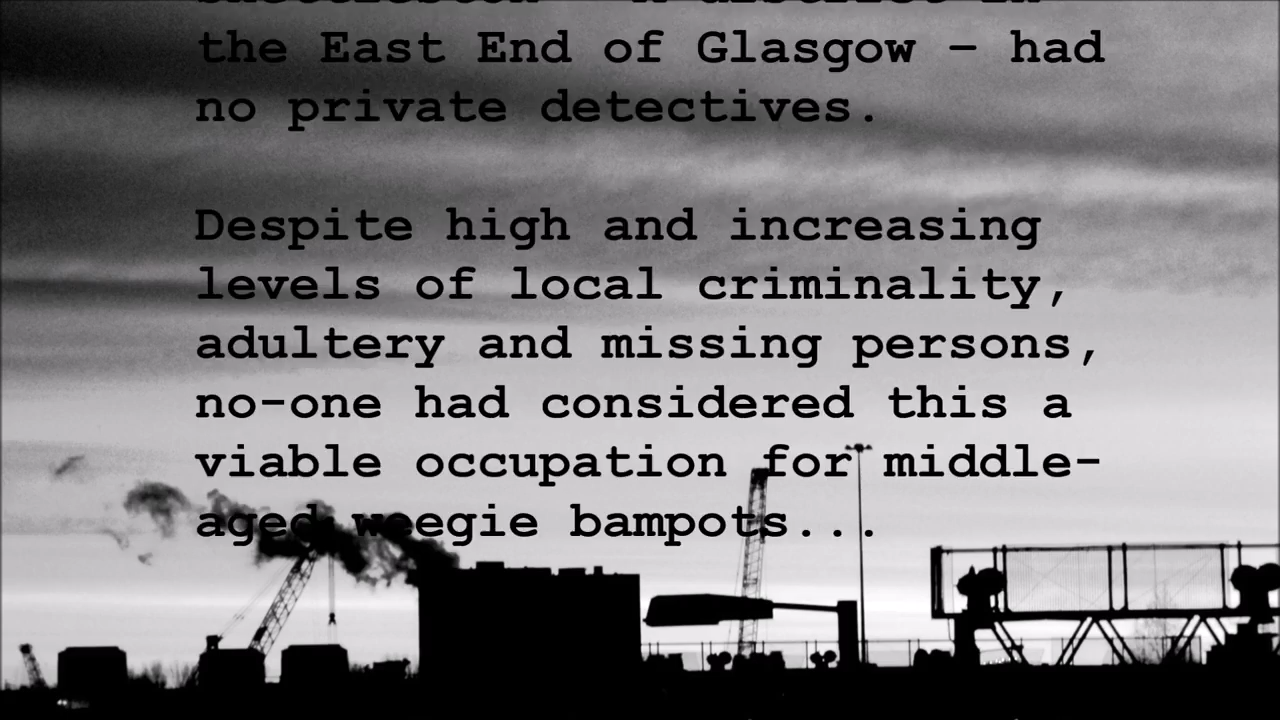 the East End of Glasgow – had
no private detectives.
Despite high and increasing
levels of local criminality,
adultery and missing persons,
no-one had considered this a
viable occupation for middle-
aged weegie bampots...